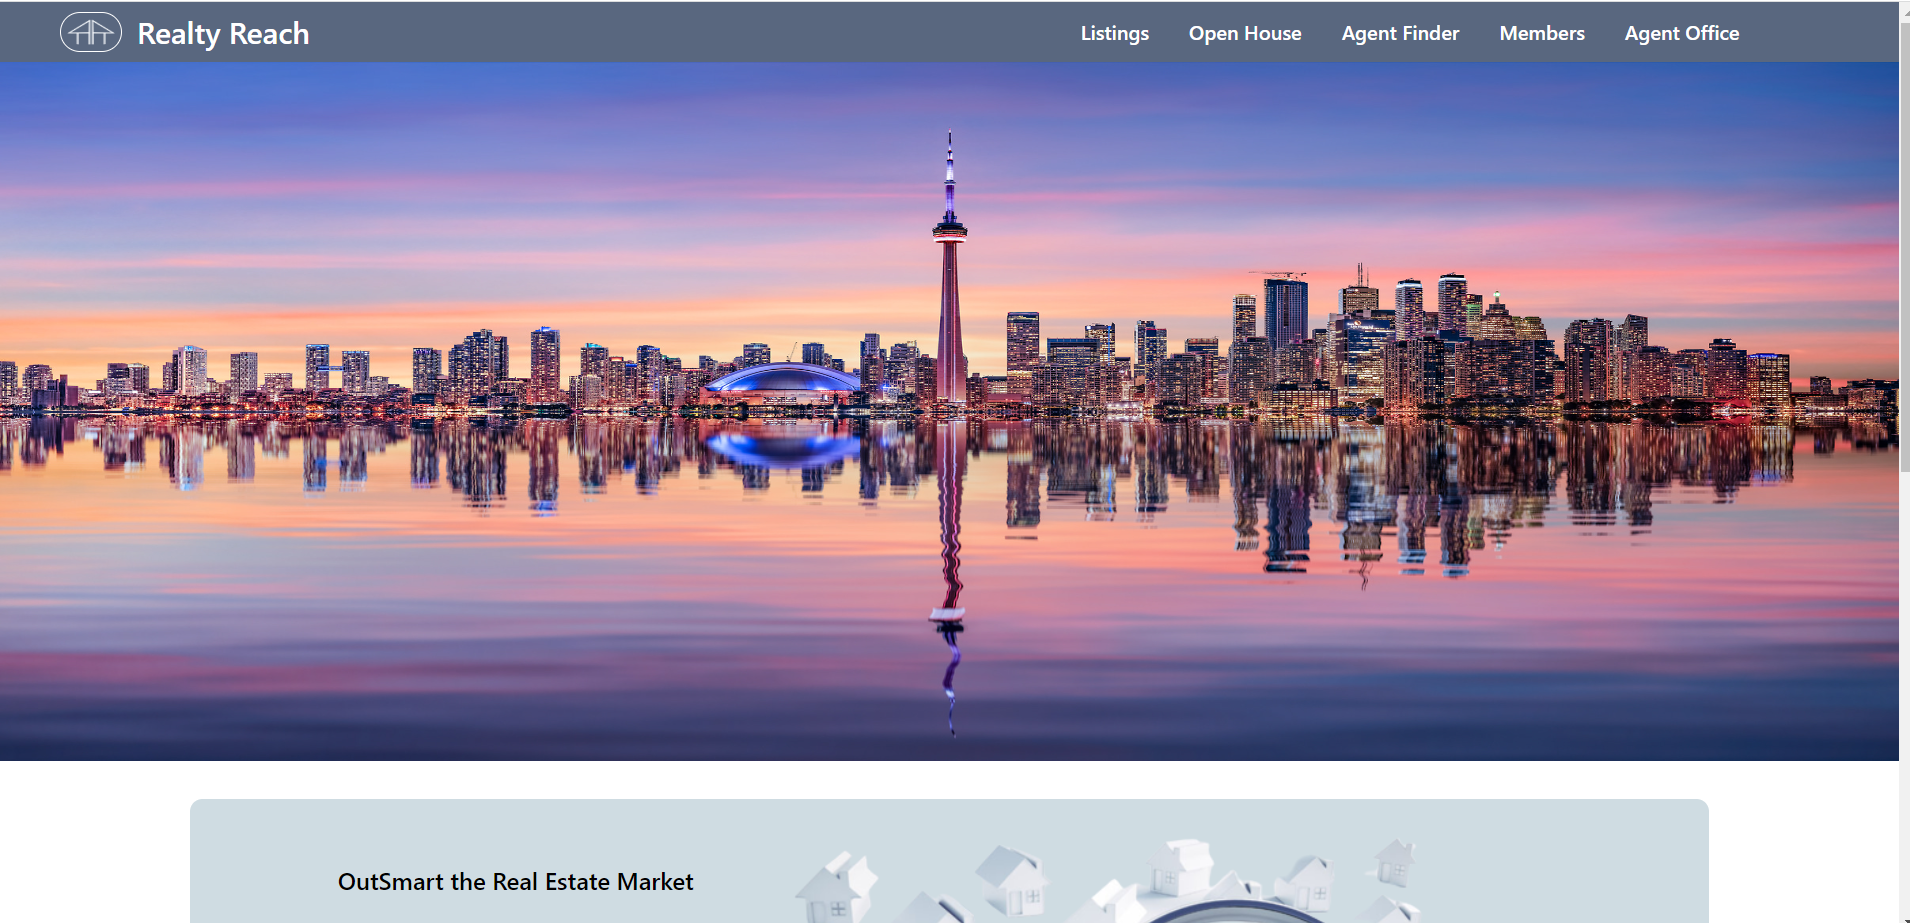 Realty Reach
Listings
Open House
Agent Finder
Members
Agent Office
OutSmart the Real Estate Market